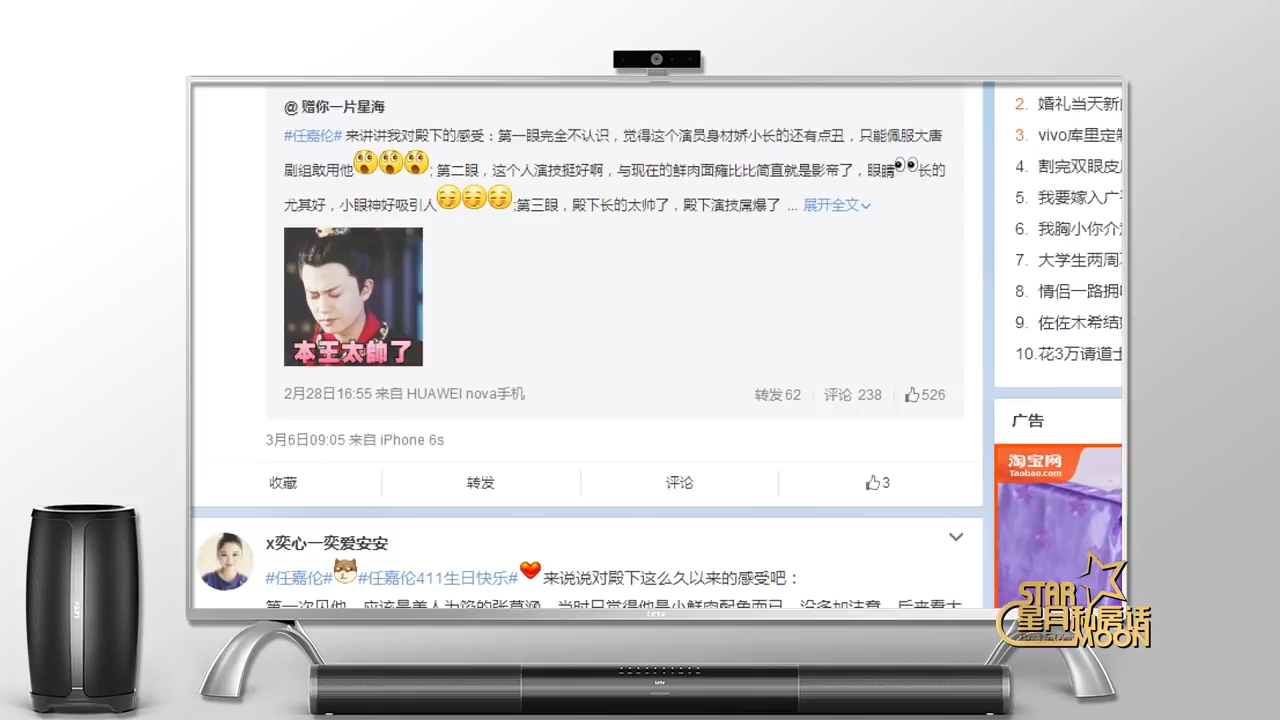 @ 赠你一片星海
#任嘉伦# 来讲讲我对殿下的感受：第一眼完全不认识，觉得这个演员身材娇小长的还有点丑，只能佩服大唐
剧组敢用他；第二眼，这个人演技挺好啊，与现在的鲜肉面瘫比比简直就是影帝了，眼睛长的
尤其好，小眼神好吸引人;第三眼，殿下长的太帅了，殿下演技屌爆了 ... 展开全文
本王太帥了
2月28日16:55 来自 HUAWEI nova手机
转发 62
评论 238
526
3月6日09:05 来自 iPhone 6s
收藏
转发
评论
3
x奕心一奕爱安安
#任嘉伦##任嘉伦411生日快乐#来说说对殿下这么久以来的感受吧：
2. 婚礼当天新
3. vivo库里定制
4. 割完双眼皮
5. 我要嫁入广
6. 我胸小你介
7. 大学生两周
8. 情侣一路拥
9. 佐佐木希结
10.花3万请道士
广告
淘宝网
Taobao.com
STAR
星月私房话
MOON
Letv